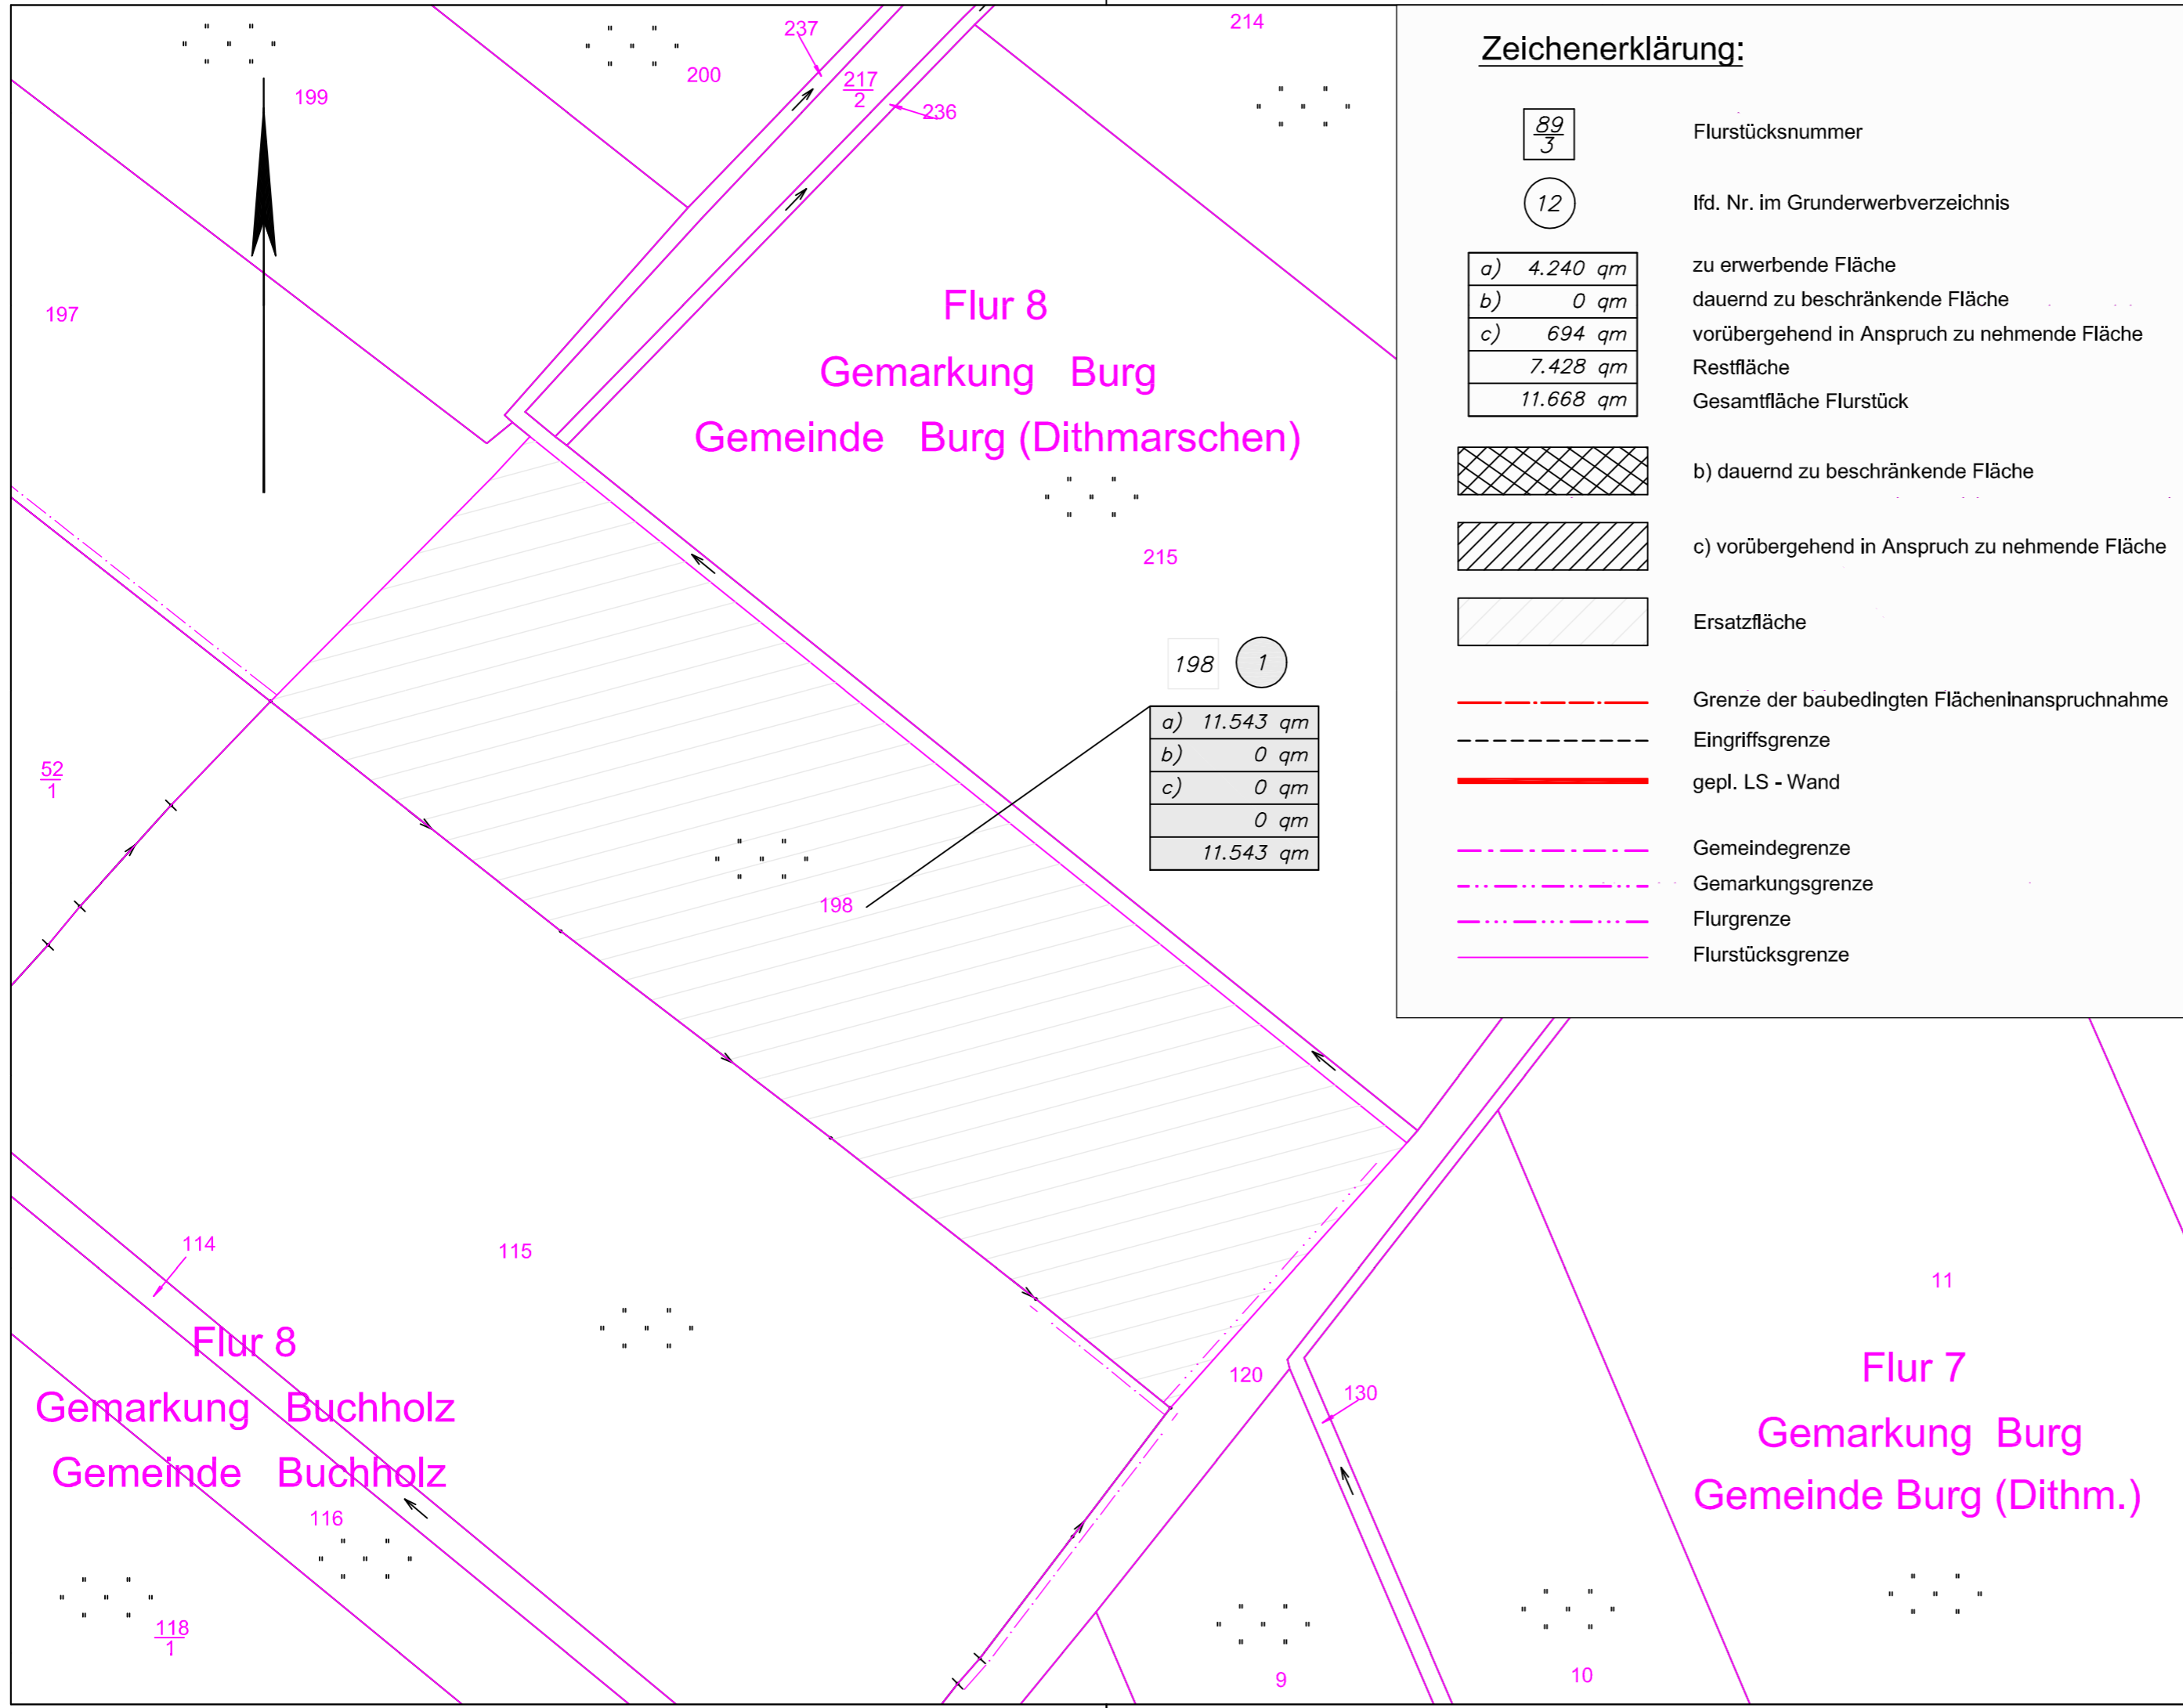 237
214
200
217
2
199
236
197
Flur 8
Gemarkung Burg
Gemeinde Burg (Dithmarschen)
215
198 1
a) 11.543 qm
b) 0 qm
c) 0 qm
0 qm
11.543 qm
52
1
198
114
115
Flur 8
Gemarkung Buchholz
Gemeinde Buchholz
116
118
1
120
130
9
10
11
Flur 7
Gemarkung Burg
Gemeinde Burg (Dithm.)
Zeichenerklärung:
89
3
Flurstücksnummer
12 lfd. Nr. im Grunderwerbverzeichnis
a) 4.240 qm zu erwerbende Fläche
b) 0 qm dauernd zu beschränkende Fläche
c) 694 qm vorübergehend in Anspruch zu nehmende Fläche
7.428 qm Restfläche
11.668 qm Gesamtfläche Flurstück
b) dauernd zu beschränkende Fläche
c) vorübergehend in Anspruch zu nehmende Fläche
Ersatzfläche
Grenze der baubedingten Flächeninanspruchnahme
Eingriffsgrenze
gepl. LS - Wand
Gemeindegrenze
Gemarkungsgrenze
Flurgrenze
Flurstücksgrenze